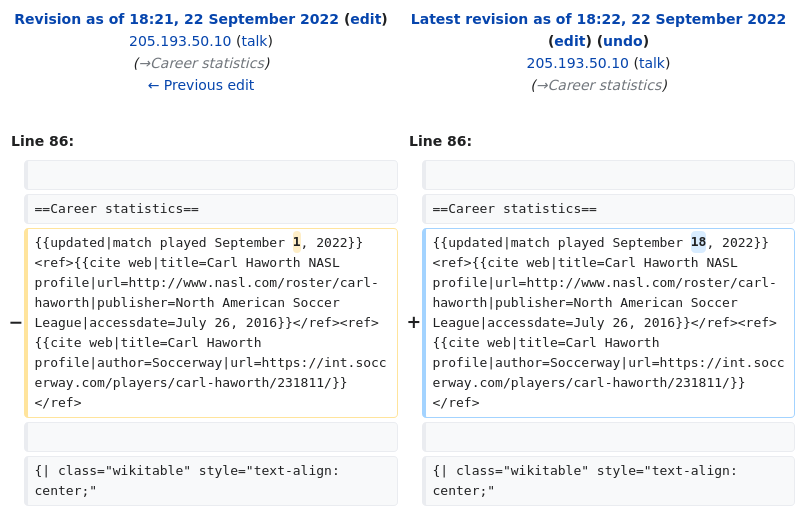 Revision as of 18:21, 22 September 2022 (edit)
205.193.50.10 (talk)
(→Career statistics)
← Previous edit
Latest revision as of 18:22, 22 September 2022
(edit) (undo)
205.193.50.10 (talk)
(→Career statistics)
Line 86:
==Career statistics==
−
{{updated|match played September 1, 2022}}
<ref>{{cite web|title=Carl Haworth NASL
profile|url=http://www.nasl.com/roster/carl-
haworth|publisher=North American Soccer
League|accessdate=July 26, 2016}}</ref><ref>
{{cite web|title=Carl Haworth
profile|author=Soccerway|url=https://int.socc
erway.com/players/carl-haworth/231811/}}
</ref>
{| class="wikitable" style="text-align:
center;"
Line 86:
==Career statistics==
+
{{updated|match played September 18, 2022}}
<ref>{{cite web|title=Carl Haworth NASL
profile|url=http://www.nasl.com/roster/carl-
haworth|publisher=North American Soccer
League|accessdate=July 26, 2016}}</ref><ref>
{{cite web|title=Carl Haworth
profile|author=Soccerway|url=https://int.socc
erway.com/players/carl-haworth/231811/}}
</ref>
{| class="wikitable" style="text-align:
center;"